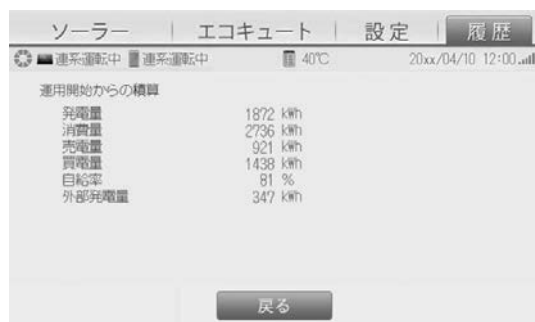 ソーラー エコキュート 設定 履歴
連系運転中 連系運転中 40℃ 20xx/04/10 12:00
運用開始からの積算
発電量 1872 kWh
消費量 2736 kWh
売電量 921 kWh
買電量 1438 kWh
自給率 81 %
外部発電量 347 kWh
戻る